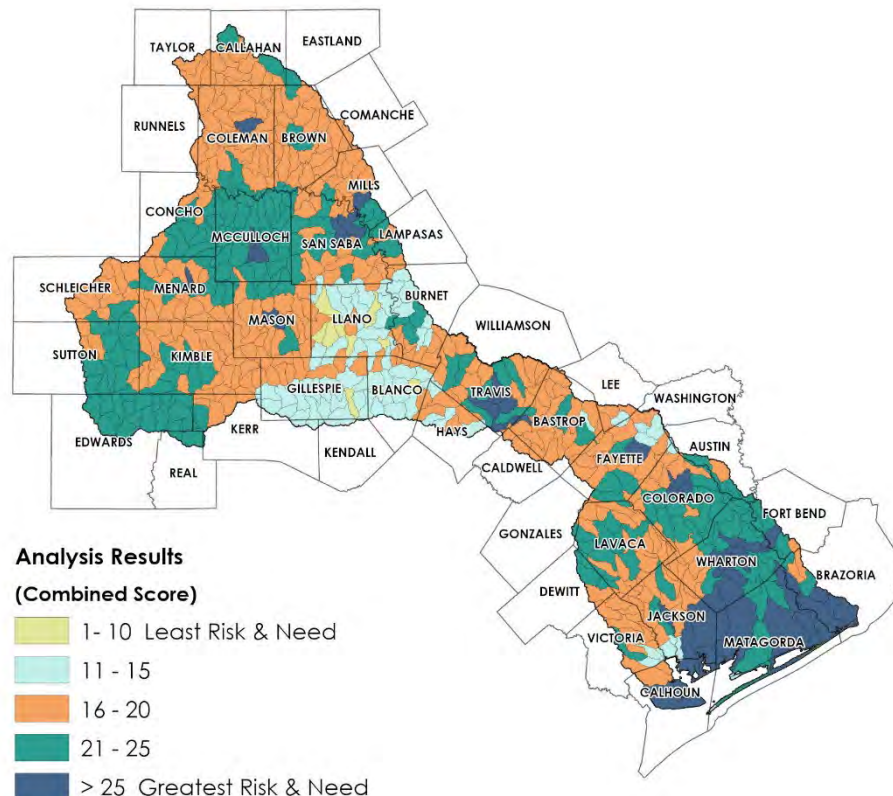 TAYLOR
CALLAHAN
EASTLAND
RUNNELS
COLEMAN
BROWN
COMANCHE
MILLS
CONCHO
MCCULLOCH
SAN SABA
LAMPASAS
SCHLEICHER
MENARD
MASON
LLANO
BURNET
WILLIAMSON
SUTTON
KIMBLE
GILLESPIE
BLANCO
TRAVIS
LEE
WASHINGTON
EDWARDS
REAL
KERR
KENDALL
HAYS
BASTROP
CALDWELL
FAYETTE
AUSTIN
GONZALES
COLORADO
FORT BEND
LAVACA
WHARTON
BRAZORIA
DEWITT
JACKSON
VICTORIA
MATAGORDA
CALHOUN
Analysis Results
(Combined Score)
1- 10 Least Risk & Need
11 - 15
16 - 20
21 - 25
> 25 Greatest Risk & Need